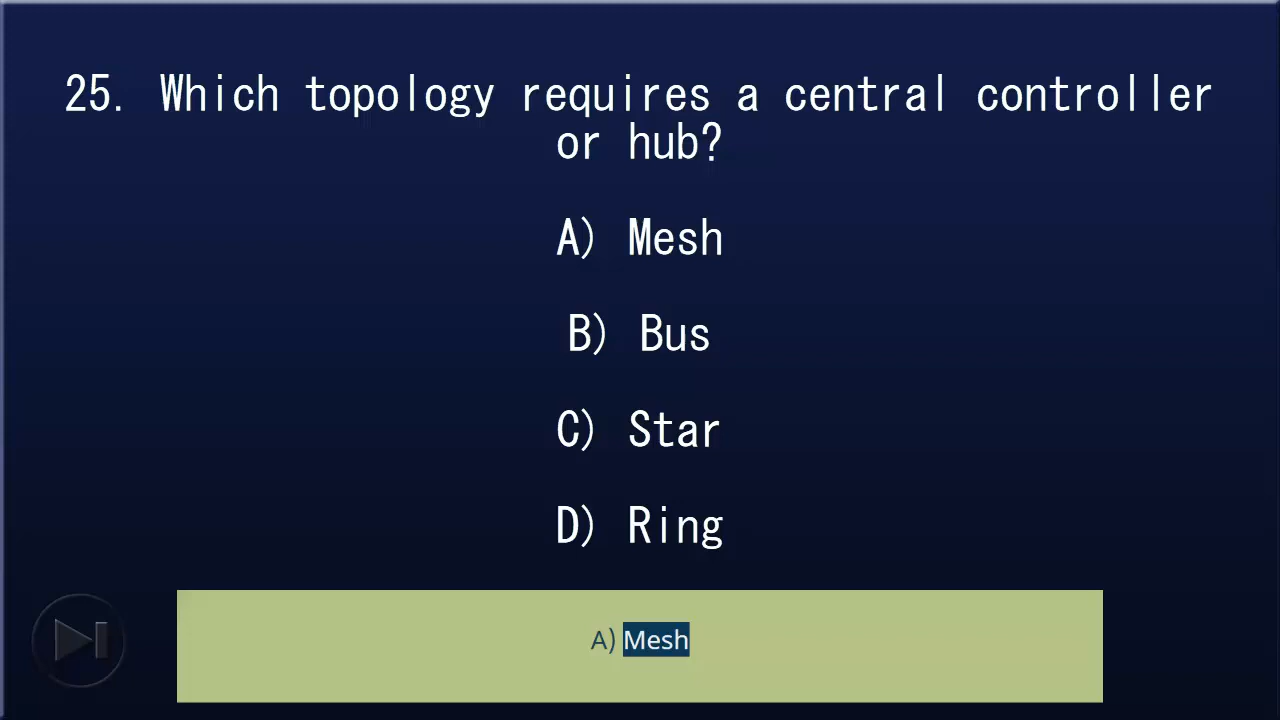 25. Which topology requires a central controller
or hub?
A) Mesh
B) Bus
C) Star
D) Ring
A) Mesh